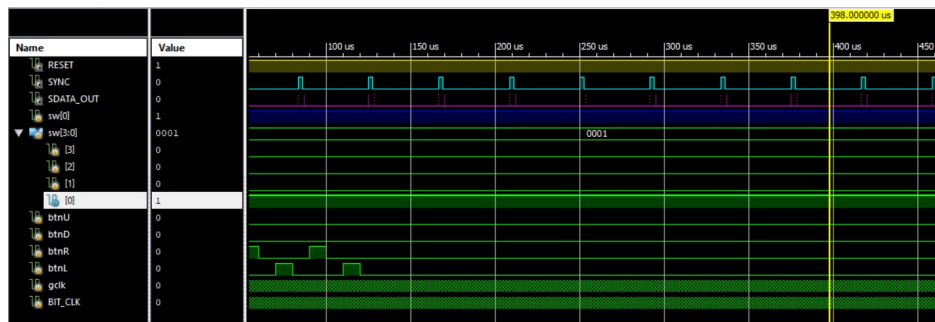 398.000000 us
Name Value
100 us 150 us 200 us 250 us 300 us 350 us 400 us 450
RESET 1
SYNC 0
SDATA_OUT 0
sw[0] 1
sw[3:0] 0001 0001
[3] 0
[2] 0
[1] 0
[0] 1
btnU 0
btnD 0
btnR 0
btnL 0
gclk 0
BIT_CLK 0